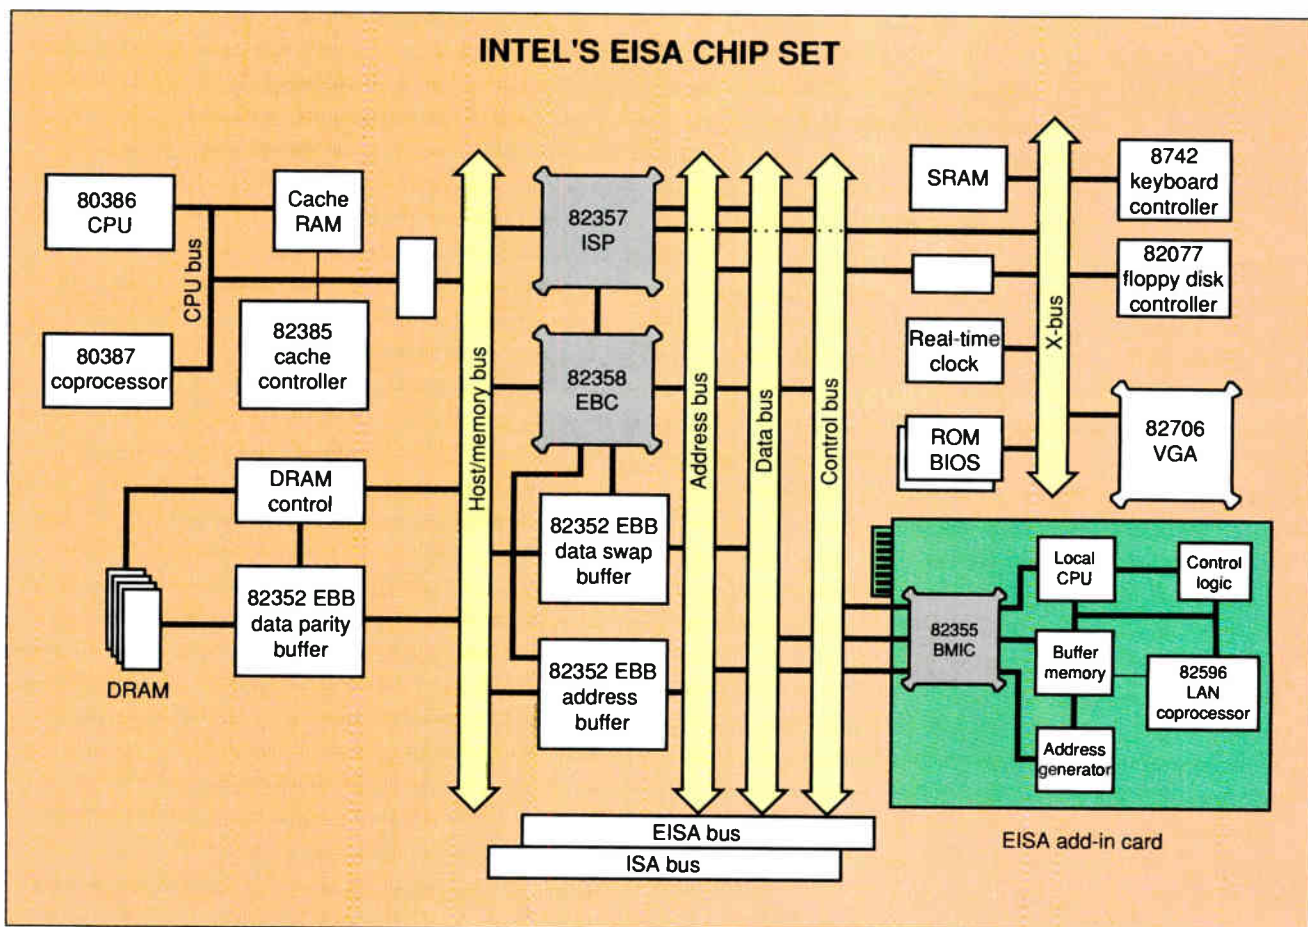 INTEL'S EISA CHIP SET
80386
CPU
Cache
RAM
CPU bus
80387
coprocessor
82385
cache
controller
DRAM
control
82352 EBB
data parity
buffer
DRAM
Host/memory bus
82357
ISP
82358
EBC
82352 EBB
data swap
buffer
82352 EBB
address
buffer
Address bus
Data bus
Control bus
EISA bus
ISA bus
SRAM
Real-time
clock
ROM
BIOS
X-bus
8742
keyboard
controller
82077
floppy disk
controller
82706
VGA
82355
BMIC
Local
CPU
Control
logic
Buffer
memory
82596
LAN
coprocessor
Address
generator
EISA add-in card